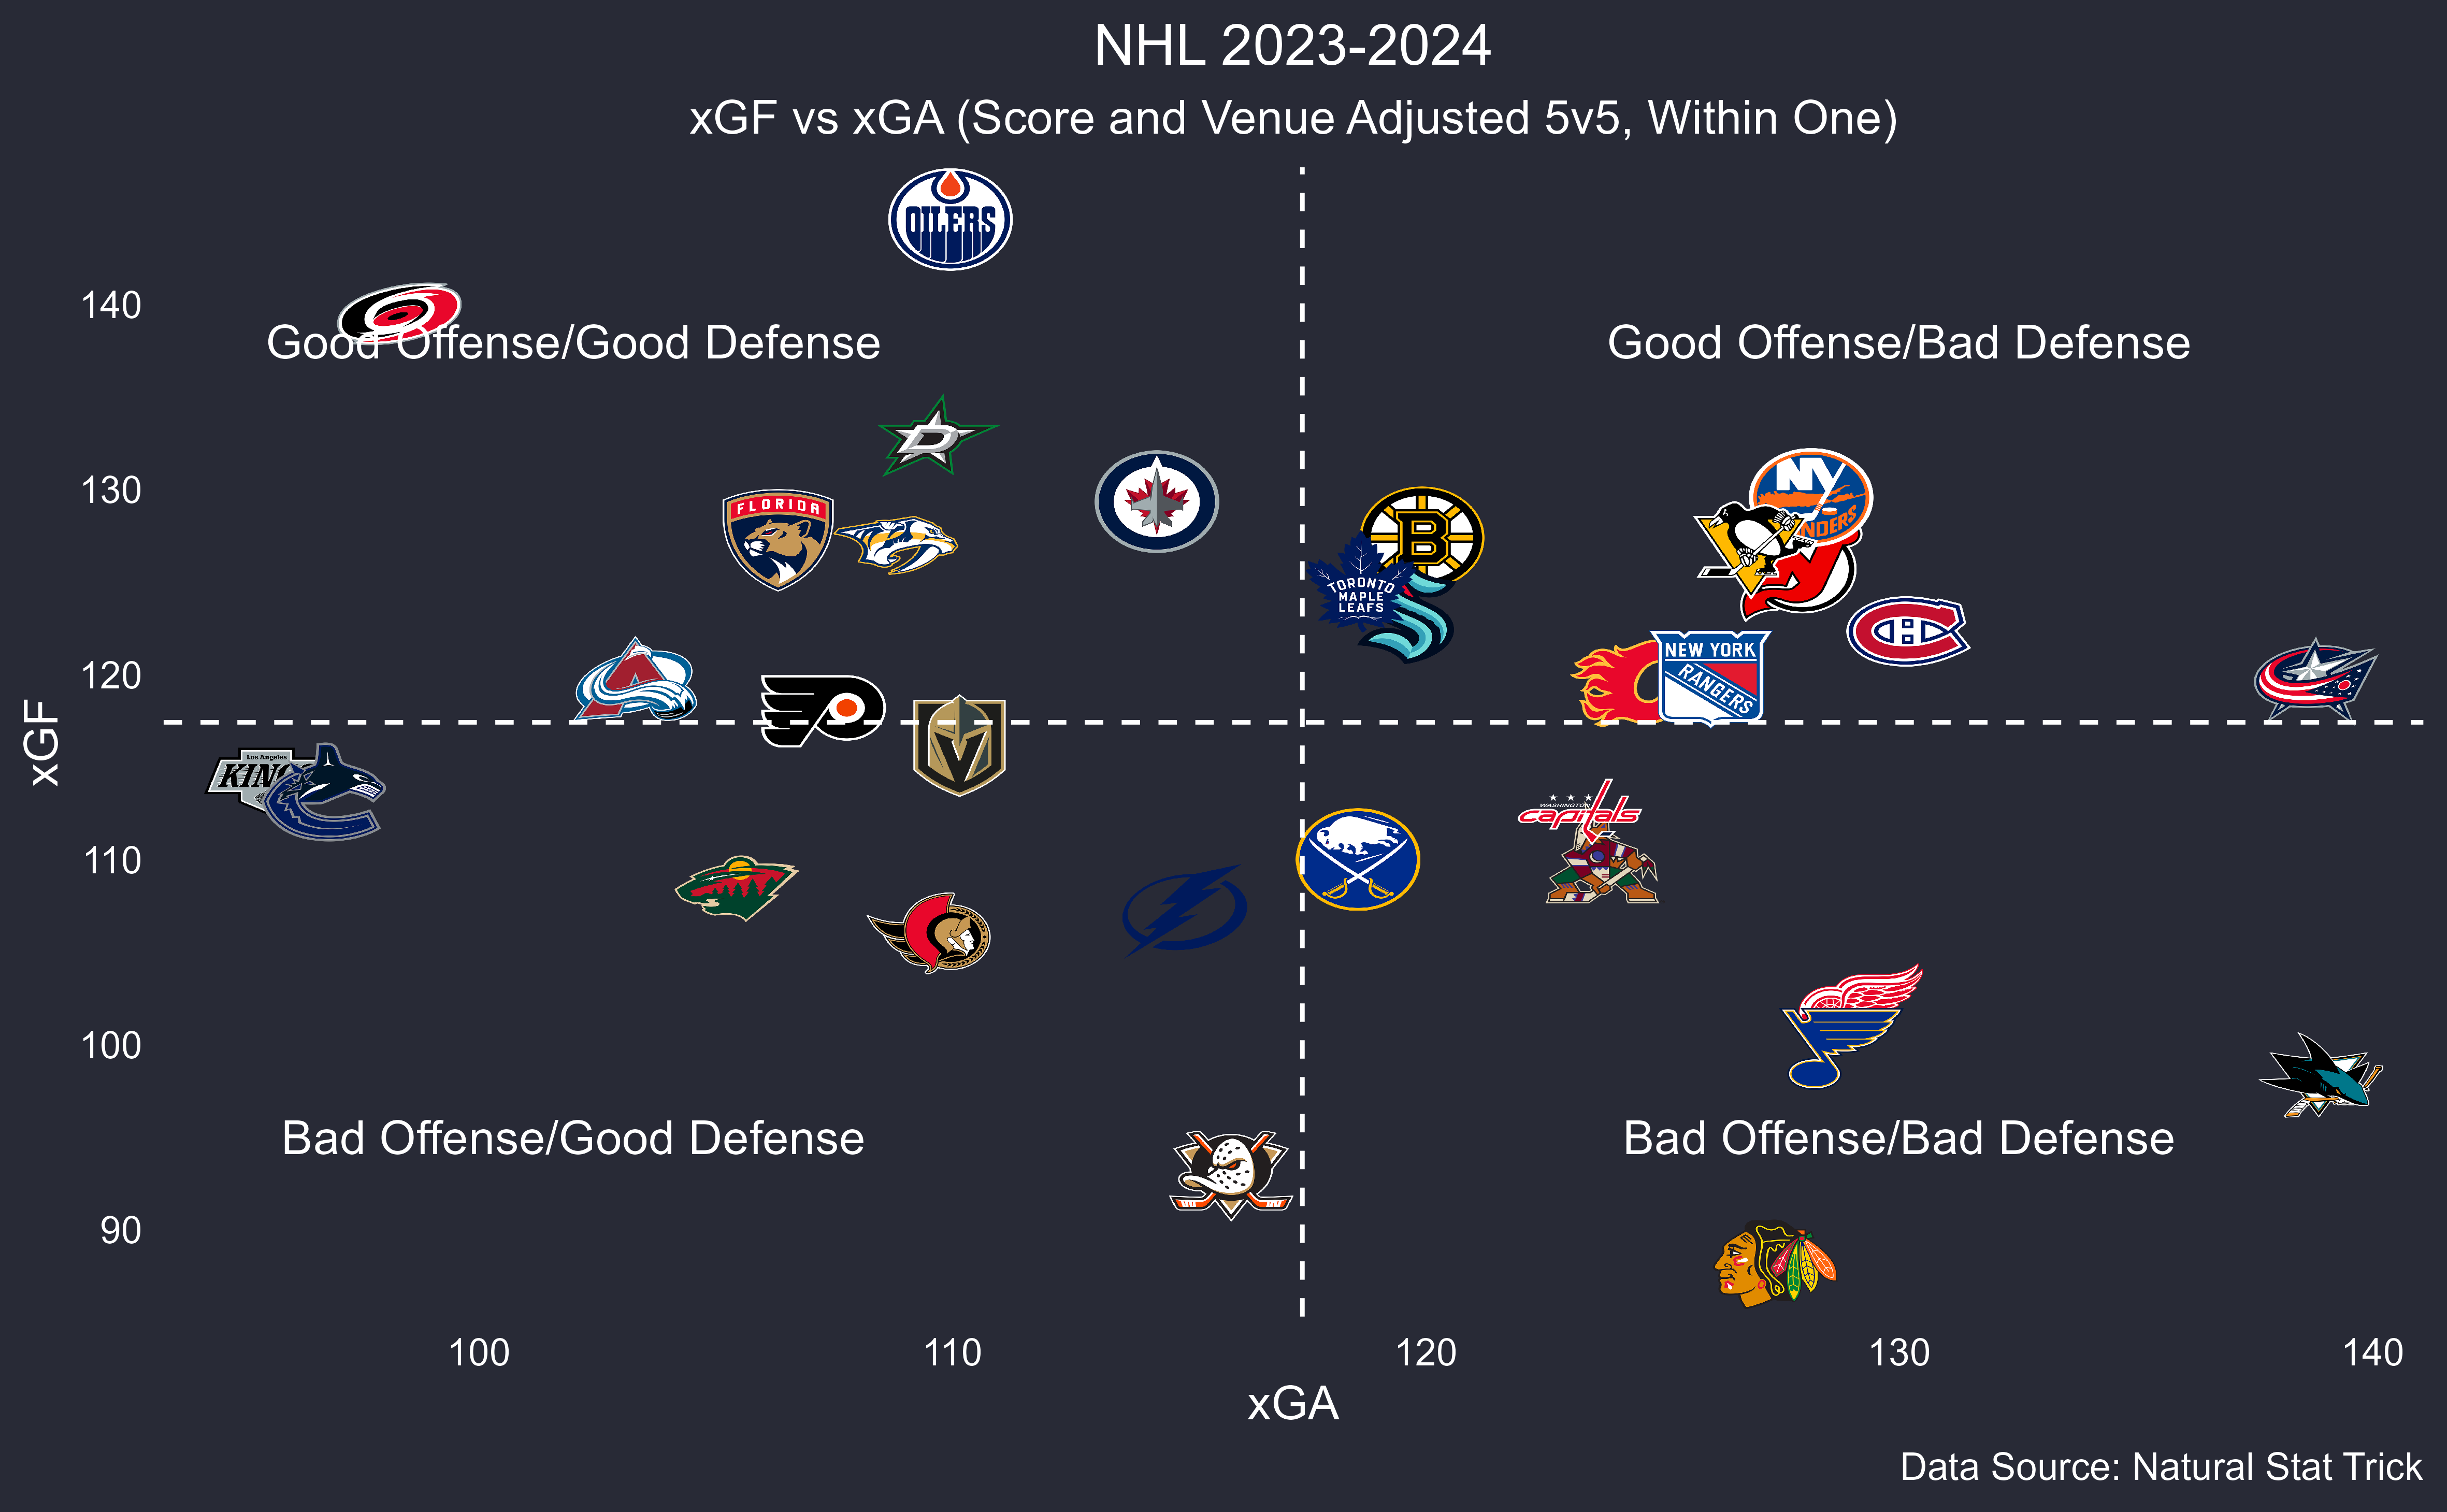 NHL 2023-2024
xGF vs xGA (Score and Venue Adjusted 5v5, Within One)
OILERS
140
Good Offense/Good Defense
Good Offense/Bad Defense
130
FLORIDA
B
NY
TORONTO
MAPLE
LEAFS
120
NEW YORK
RANGERS
xGF
Los Angeles
WASHINGTON
capitals
110
100
Bad Offense/Good Defense
Bad Offense/Bad Defense
90
100
110
120
130
140
xGA
Data Source: Natural Stat Trick